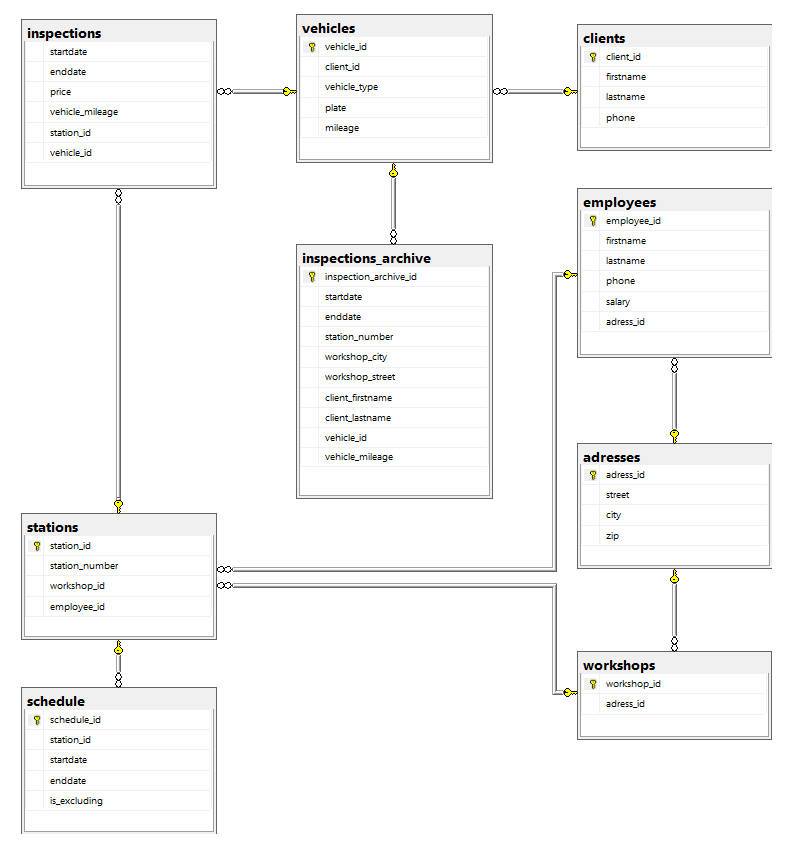 inspections
startdate
enddate
price
vehicle_mileage
station_id
vehicle_id
vehicles
vehicle_id
client_id
vehicle_type
plate
mileage
clients
client_id
firstname
lastname
phone
employees
employee_id
firstname
lastname
phone
salary
adress_id
inspections_archive
inspection_archive_id
startdate
enddate
station_number
workshop_city
workshop_street
client_firstname
client_lastname
vehicle_id
vehicle_mileage
adresses
adress_id
street
city
zip
stations
station_id
station_number
workshop_id
employee_id
workshops
workshop_id
adress_id
schedule
schedule_id
station_id
startdate
enddate
is_excluding